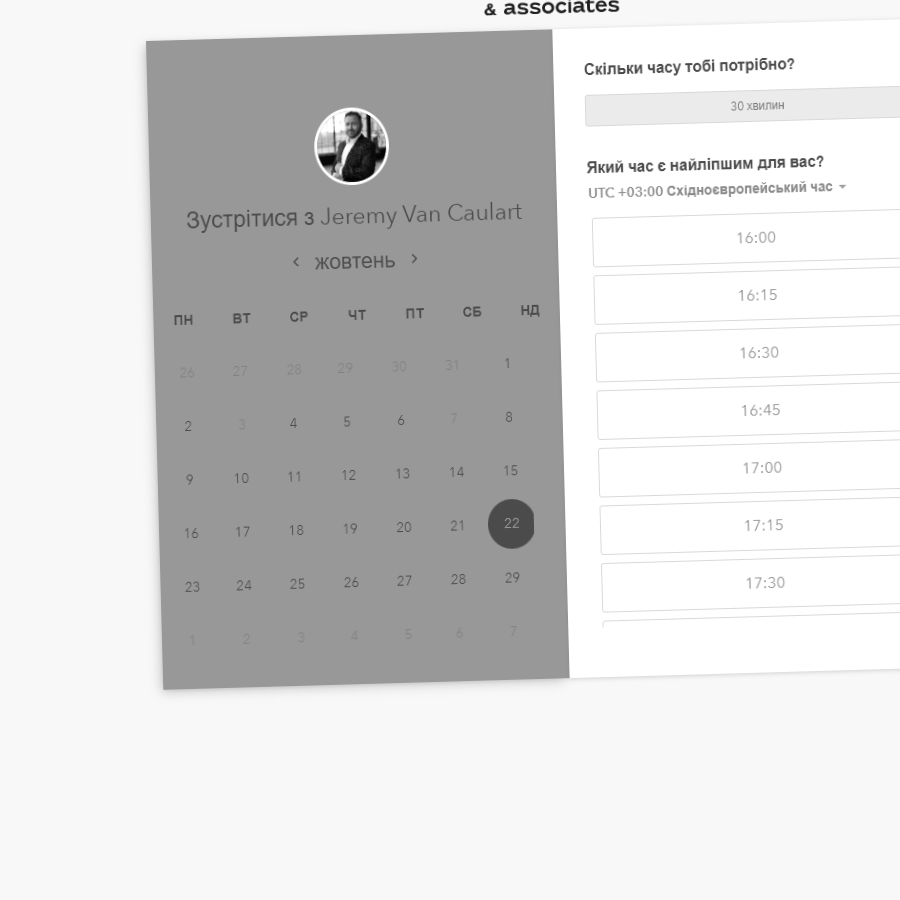 & associates
Зустрітися з Jeremy Van Caulart
жовтень
ПН ВТ СР ЧТ ПТ СБ НД
26 27 28 29 30 31 1
2 3 4 5 6 7 8
9 10 11 12 13 14 15
16 17 18 19 20 21 22
23 24 25 26 27 28 29
1 2 3 4 5 6 7
Скільки часу тобі потрібно?
30 хвилин
Який час є найліпшим для вас?
UTC +03:00 Східноєвропейський час
16:00
16:15
16:30
16:45
17:00
17:15
17:30